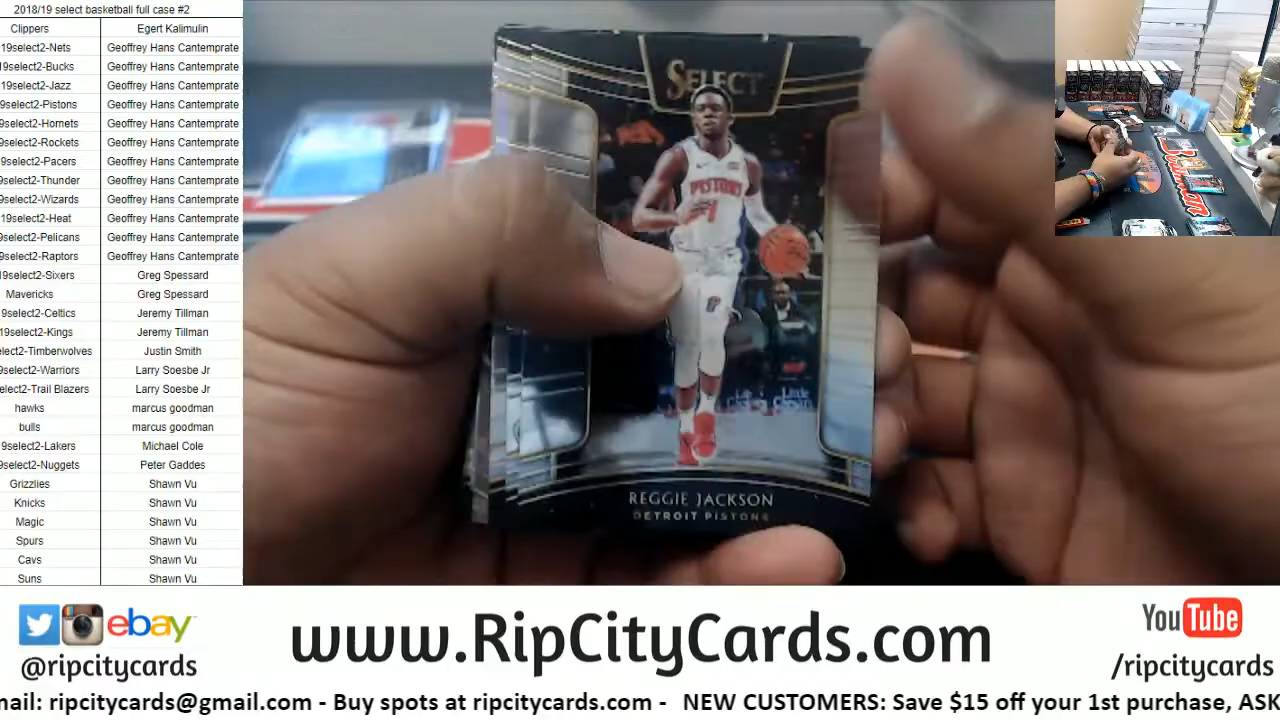 2018/19 select basketball full case #2
Clippers Egert Kalimulin
19select2-Nets Geoffrey Hans Cantemprate
19select2-Bucks Geoffrey Hans Cantemprate
19select2-Jazz Geoffrey Hans Cantemprate
9select2-Pistons Geoffrey Hans Cantemprate
9select2-Hornets Geoffrey Hans Cantemprate
9select2-Rockets Geoffrey Hans Cantemprate
9select2-Pacers Geoffrey Hans Cantemprate
9select2-Thunder Geoffrey Hans Cantemprate
9select2-Wizards Geoffrey Hans Cantemprate
19select2-Heat Geoffrey Hans Cantemprate
9select2-Pelicans Geoffrey Hans Cantemprate
9select2-Raptors Geoffrey Hans Cantemprate
19select2-Sixers Greg Spessard
Mavericks Greg Spessard
9select2-Celtics Jeremy Tillman
19select2-Kings Jeremy Tillman
elect2-Timberwolves Justin Smith
9select2-Warriors Larry Soesbe Jr
select2-Trail Blazers Larry Soesbe Jr
hawks marcus goodman
bulls marcus goodman
9select2-Lakers Michael Cole
9select2-Nuggets Peter Gaddes
Grizzlies Shawn Vu
Knicks Shawn Vu
Magic Shawn Vu
Spurs Shawn Vu
Cavs Shawn Vu
Suns Shawn Vu
SELECT
PISTONS
1
REGGIE JACKSON
DETROIT PISTONS
ebay
@ripcitycards
www.RipCityCards.com
YouTube
/ripcitycards
mail: ripcitycards@gmail.com - Buy spots at ripcitycards.com - NEW CUSTOMERS: Save $15 off your 1st purchase, ASK